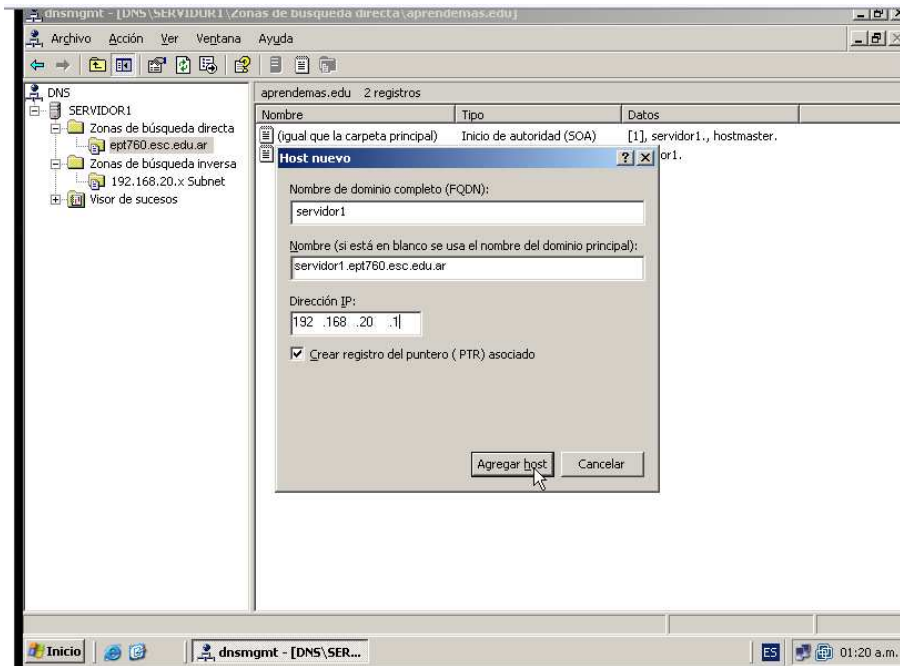 dnsmgmt - [DNS\SERVIDOR1\Zonas de búsqueda directa\aprendemas.edu]
Archivo Acción Ver Ventana Ayuda
DNS
SERVIDOR1
Zonas de búsqueda directa
ept760.esc.edu.ar
Zonas de búsqueda inversa
192.168.20.x Subnet
Visor de sucesos
aprendemas.edu 2 registros
Nombre Tipo Datos
(igual que la carpeta principal) Inicio de autoridad (SOA) [1], servidor1., hostmaster.
or1.
Host nuevo
Nombre de dominio completo (FQDN):
servidor1
Nombre (si está en blanco se usa el nombre del dominio principal):
servidor1.ept760.esc.edu.ar
Dirección IP:
192 .168 .20 .1
Crear registro del puntero ( PTR) asociado
Agregar host Cancelar
Inicio dnsmgmt - [DNS\SER... ES 01:20 a.m.